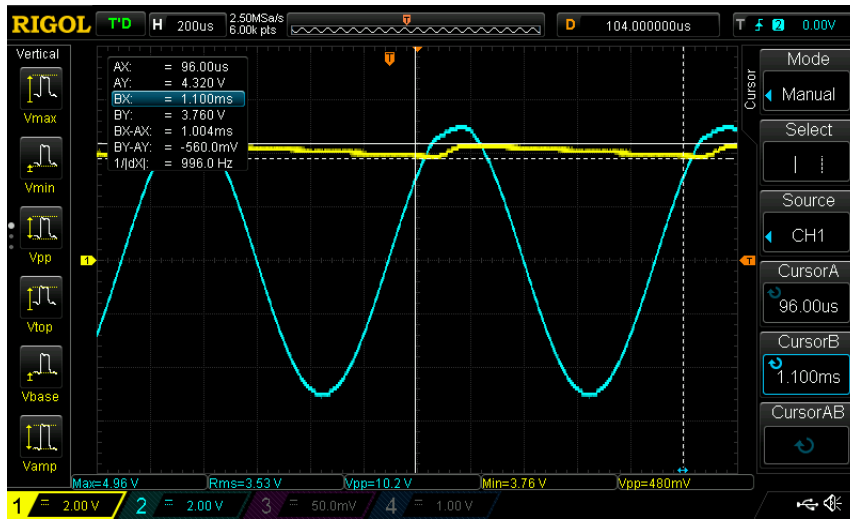 RIGOL T'D H 200us 2.50MSa/s 6.00k pts D 104.000000us T 2 0.00V
Vertical
Vmax
Vmin
Vpp
Vtop
Vbase
Vamp
AX: = 96.00us
AY: = 4.320 V
BX: = 1.100ms
BY: = 3.760 V
BX-AX: = 1.004ms
BY-AY: = -560.0mV
1/|dX|: = 996.0 Hz
T
T
1
T
Cursor
Mode
Manual
Select
Source
CH1
CursorA
96.00us
CursorB
1.100ms
CursorAB
Max=4.96 V Rms=3.53 V Vpp=10.2 V Min=3.76 V Vpp=480mV
1 = 2.00 V 2 = 2.00 V 3 = 50.0mV 4 = 1.00 V